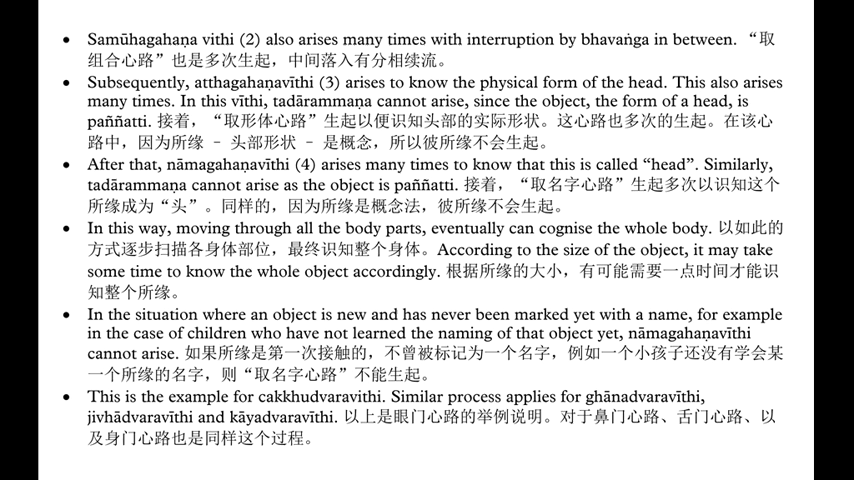 • Samūhagahaṇa vithi (2) also arises many times with interruption by bhavaṅga in between. “取
组合心路”也是多次生起，中间落入有分相续流。
• Subsequently, atthagahaṇavīthi (3) arises to know the physical form of the head. This also arises
many times. In this vīthi, tadārammaṇa cannot arise, since the object, the form of a head, is
paññatti. 接着，“取形体心路”生起以便识知头部的实际形状。这心路也多次的生起。在该心
路中，因为所缘 – 头部形状 – 是概念，所以彼所缘不会生起。
• After that, nāmagahaṇavīthi (4) arises many times to know that this is called “head”. Similarly,
tadārammaṇa cannot arise as the object is paññatti. 接着，“取名字心路”生起多次以识知这个
所缘成为“头”。同样的，因为所缘是概念法，彼所缘不会生起。
• In this way, moving through all the body parts, eventually can cognise the whole body. 以如此的
方式逐步扫描各身体部位，最终识知整个身体。According to the size of the object, it may take
some time to know the whole object accordingly. 根据所缘的大小，有可能需要一点时间才能识
知整个所缘。
• In the situation where an object is new and has never been marked yet with a name, for example
in the case of children who have not learned the naming of that object yet, nāmagahaṇavīthi
cannot arise. 如果所缘是第一次接触的，不曾被标记为一个名字，例如一个小孩子还没有学会某
一个所缘的名字，则“取名字心路”不能生起。
• This is the example for cakkhudvaravithi. Similar process applies for ghānadvaravīthi,
jivhādvaravīthi and kāyadvaravīthi. 以上是眼门心路的举例说明。对于鼻门心路、舌门心路、以
及身门心路也是同样这个过程。